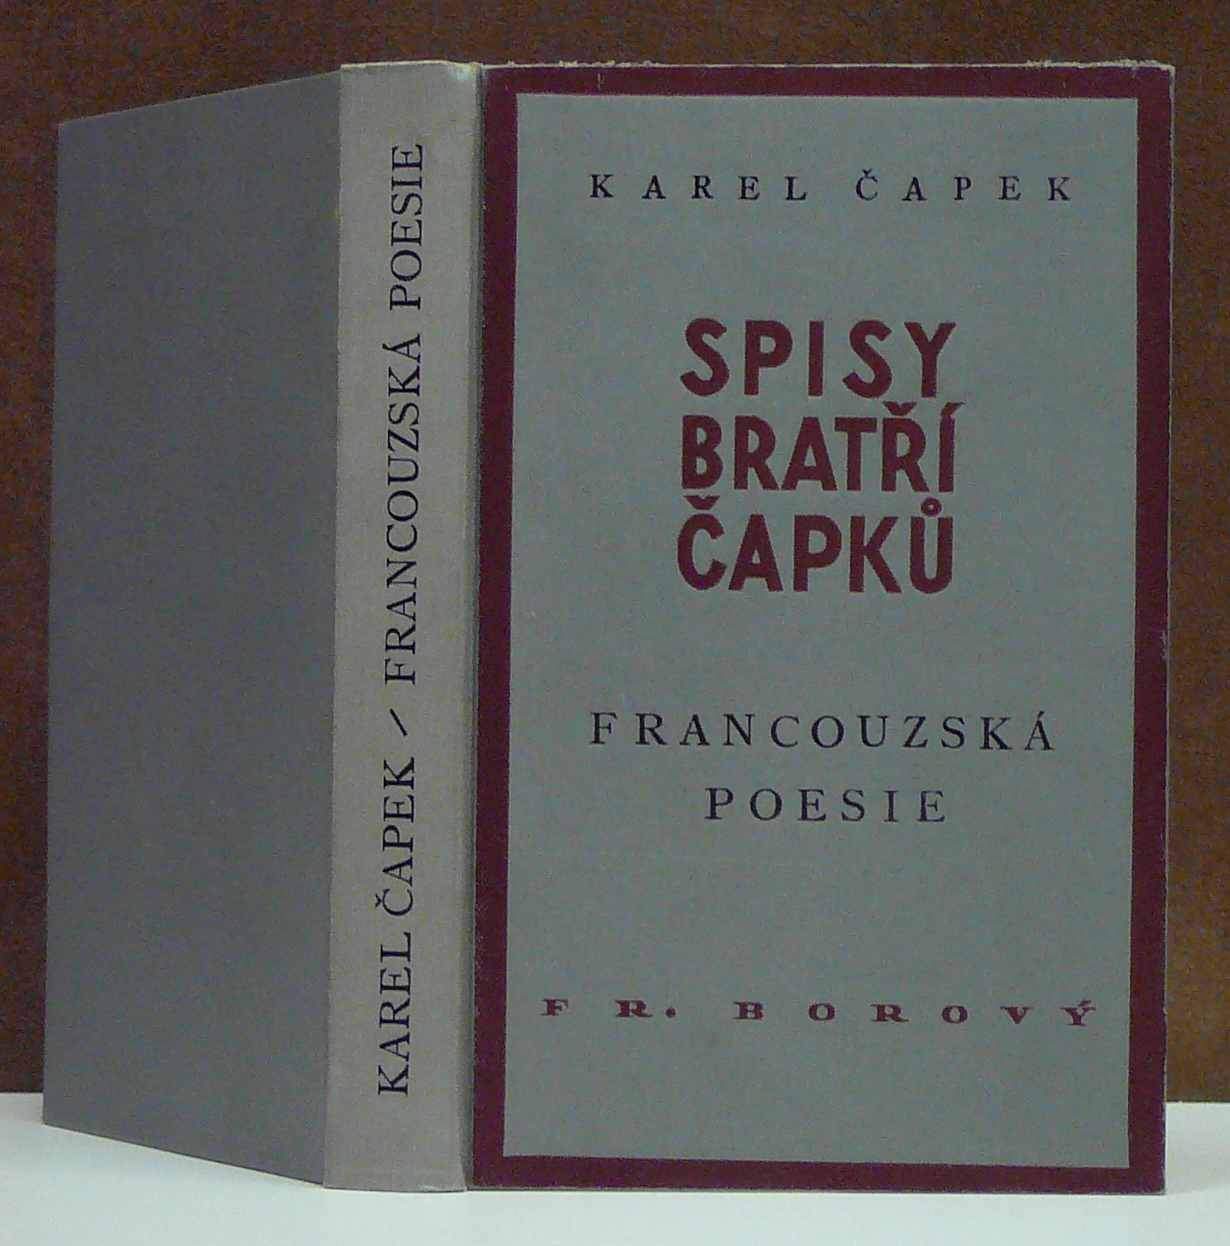 KAREL ČAPEK / FRANCOUZSKÁ POESIE
KAREL ČAPEK
SPISY
BRATŘÍ
ČAPKŮ
FRANCOUZSKÁ
POESIE
FR. BOROVÝ